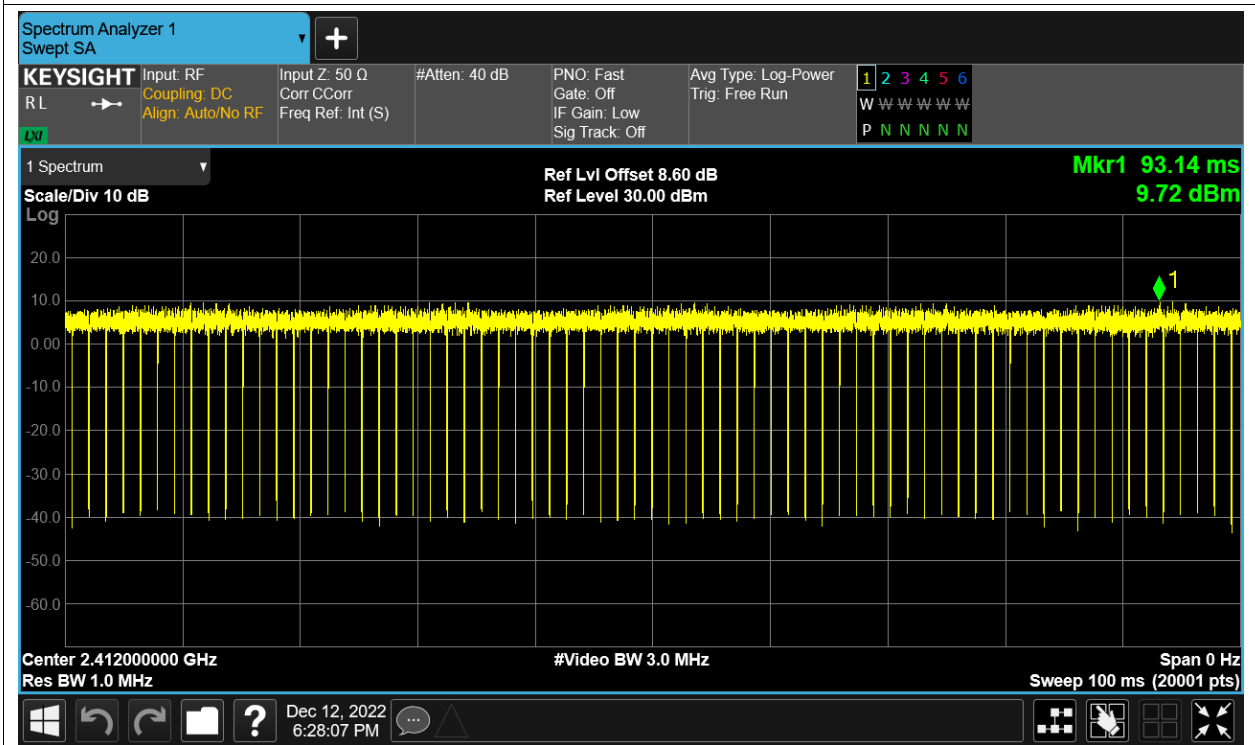 Spectrum Analyzer 1
Swept SA
KEYSIGHT
RL
LXI
Input: RF
Coupling: DC
Align: Auto/No RF
Input Z: 50 Ω
Corr CCorr
Freq Ref: Int (S)
#Atten: 40 dB
PNO: Fast
Gate: Off
IF Gain: Low
Sig Track: Off
Avg Type: Log-Power
Trig: Free Run
1 2 3 4 5 6
W W W W W W
P N N N N N
1 Spectrum
Scale/Div 10 dB
Log
Ref Lvl Offset 8.60 dB
Ref Level 30.00 dBm
Mkr1 93.14 ms
9.72 dBm
20.0
1
10.0
0.00
-10.0
-20.0
-30.0
-40.0
-50.0
-60.0
Center 2.412000000 GHz
#Video BW 3.0 MHz
Span 0 Hz
Res BW 1.0 MHz
Sweep 100 ms (20001 pts)
?
Dec 12, 2022
6:28:07 PM